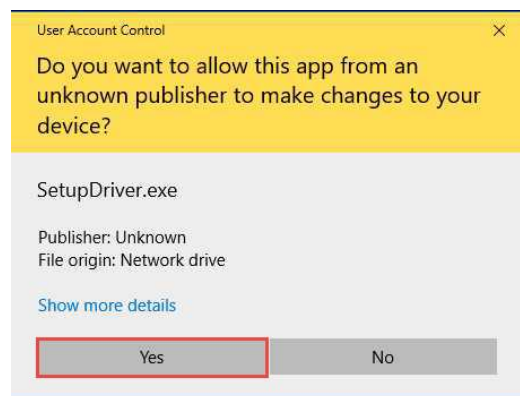 User Account Control
Do you want to allow this app from an
unknown publisher to make changes to your
device?
SetupDriver.exe
Publisher: Unknown
File origin: Network drive
Show more details
Yes
No